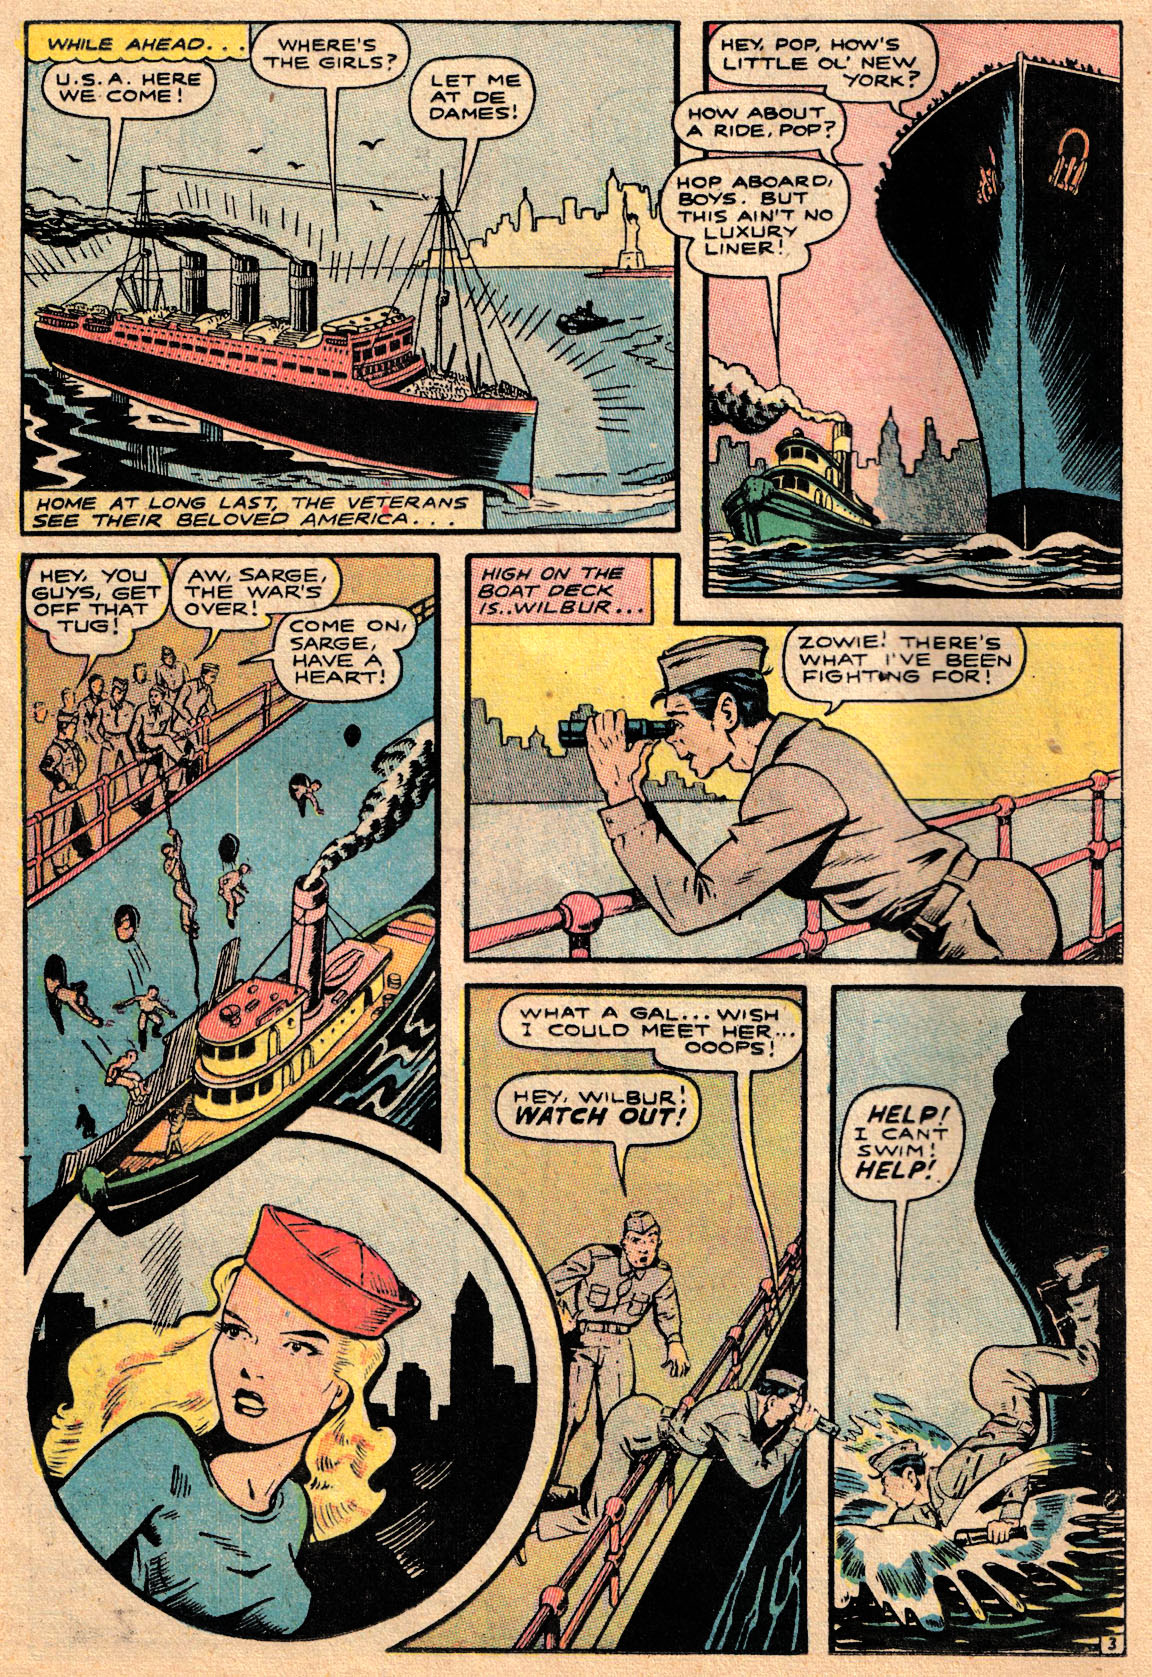 WHILE AHEAD...
U.S.A. HERE
WE COME!
WHERE'S
THE GIRLS?
LET ME
AT DE
DAMES!
HOME AT LONG LAST, THE VETERANS
SEE THEIR BELOVED AMERICA...
HEY, POP, HOW'S
LITTLE OL' NEW
YORK?
HOW ABOUT
A RIDE, POP?
HOP ABOARD,
BOYS. BUT
THIS AIN'T NO
LUXURY
LINER!
HEY, YOU
GUYS, GET
OFF THAT
TUG!
AW, SARGE,
THE WAR'S
OVER!
COME ON,
SARGE,
HAVE A
HEART!
HIGH ON THE
BOAT DECK
IS..WILBUR...
ZOWIE! THERE'S
WHAT I'VE BEEN
FIGHTING FOR!
WHAT A GAL...WISH
I COULD MEET HER...
OOOPS!
HEY, WILBUR!
WATCH OUT!
HELP!
I CANT
SWIM!
HELP!
3